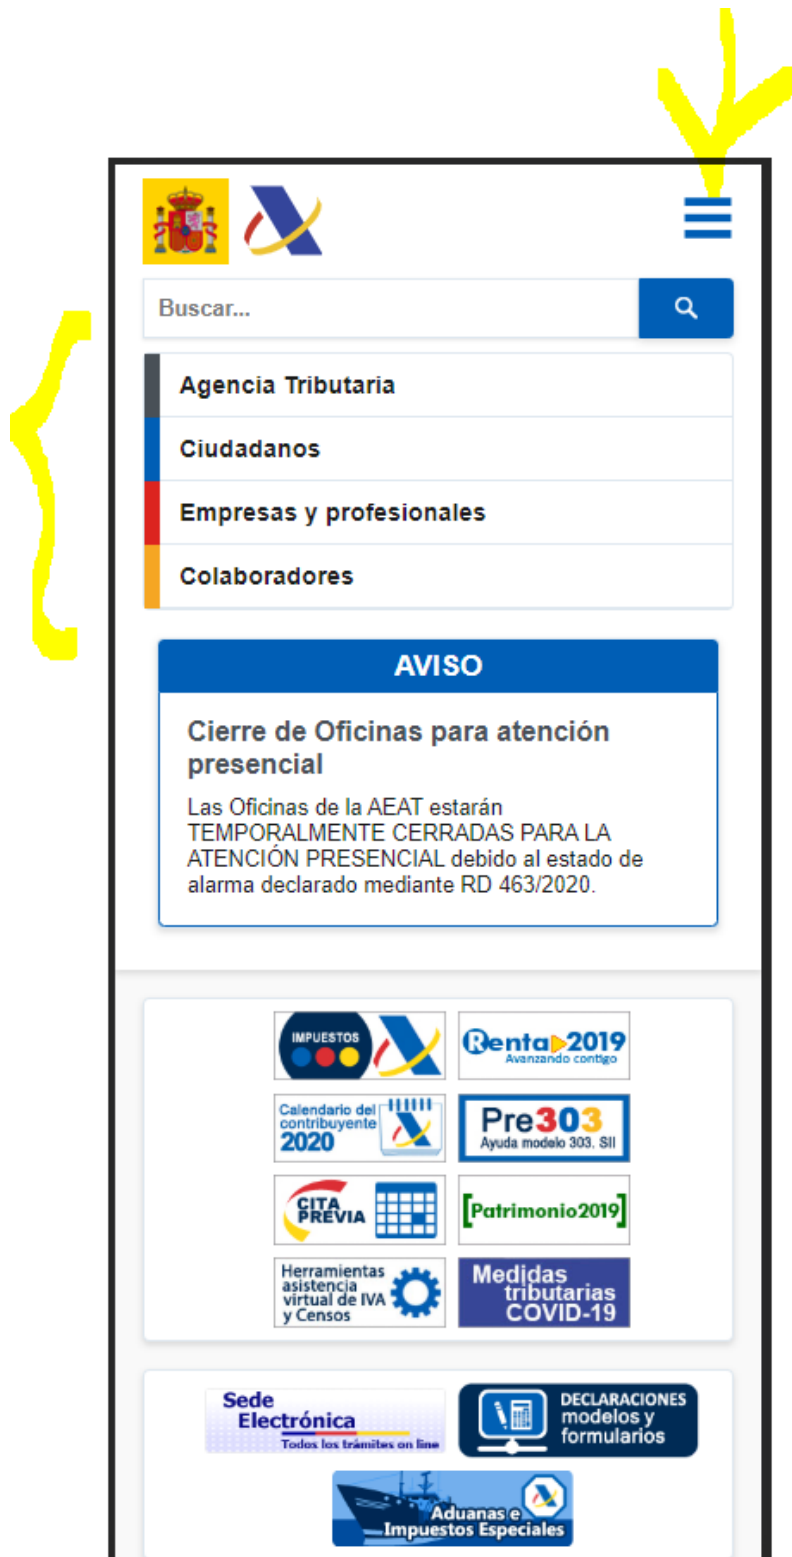 Buscar...
Agencia Tributaria
Ciudadanos
Empresas y profesionales
Colaboradores
AVISO
Cierre de Oficinas para atención
presencial
Las Oficinas de la AEAT estarán
TEMPORALMENTE CERRADAS PARA LA
ATENCIÓN PRESENCIAL debido al estado de
alarma declarado mediante RD 463/2020.
IMPUESTOS
Renta 2019
Avanzando contigo
Calendario del
contribuyente
2020
Pre303
Ayuda modelo 303. SII
CITA
PREVIA
[Patrimonio2019]
Herramientas
asistencia
virtual de IVA
y Censos
Medidas
tributarias
COVID-19
Sede
Electrónica
Todos los trámites on line
DECLARACIONES
modelos y
formularios
Aduanas e
Impuestos Especiales